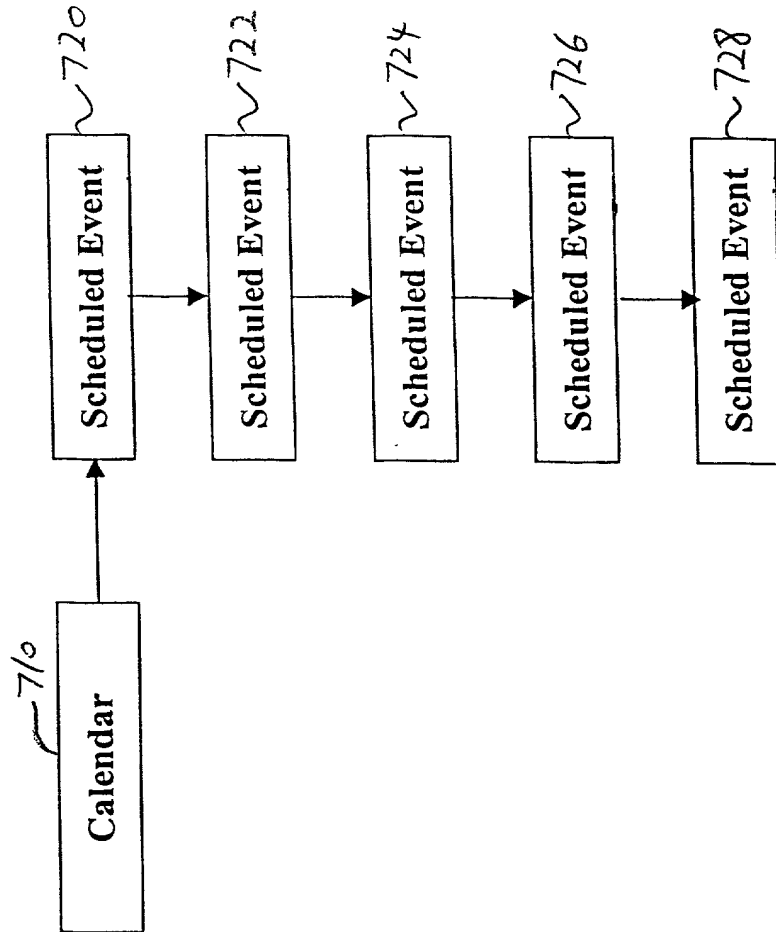 710
Calendar
720
Scheduled Event
722
Scheduled Event
724
Scheduled Event
726
Scheduled Event
728
Scheduled Event